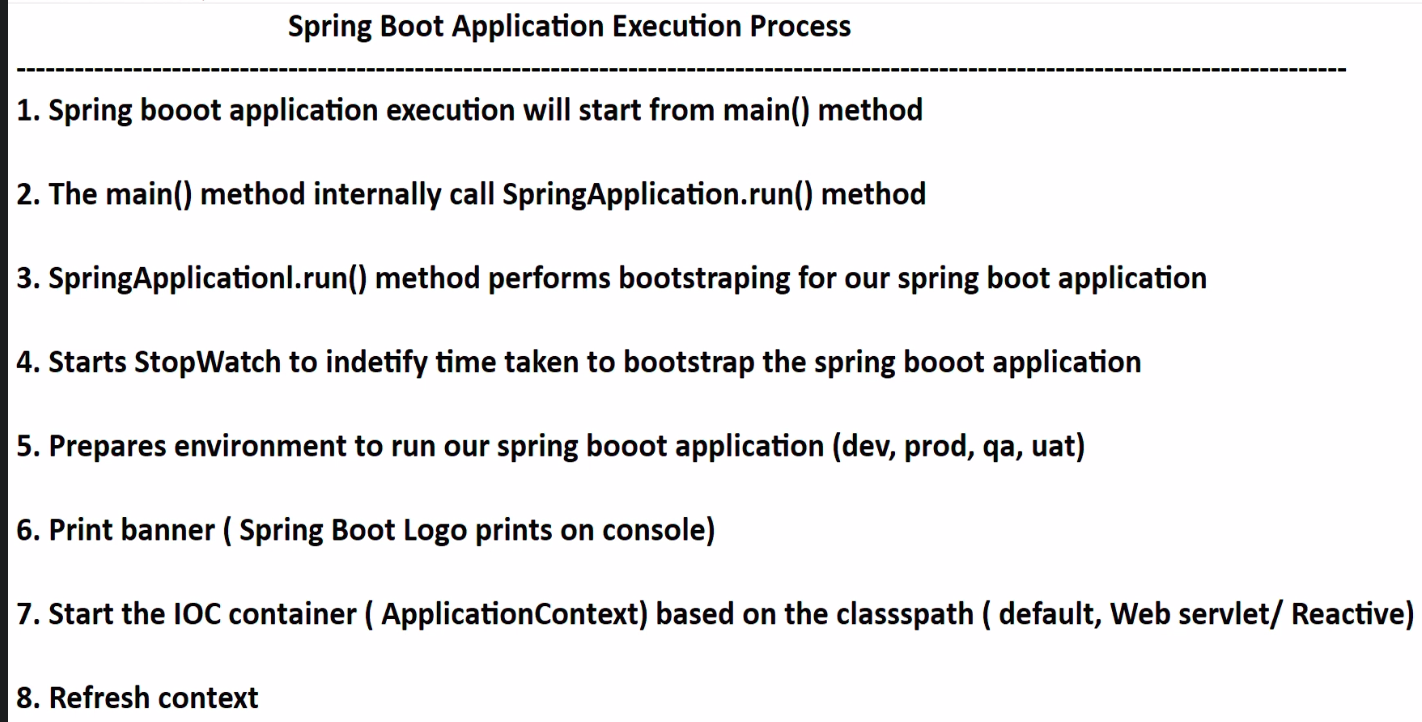 Spring Boot Application Execution Process
-----------------------------------------------------------------------------------------------------------------------------------------
1. Spring booot application execution will start from main() method
2. The main() method internally call SpringApplication.run() method
3. SpringApplicationl.run() method performs bootstraping for our spring boot application
4. Starts StopWatch to indetify time taken to bootstrap the spring booot application
5. Prepares environment to run our spring booot application (dev, prod, qa, uat)
6. Print banner ( Spring Boot Logo prints on console)
7. Start the IOC container ( ApplicationContext) based on the classspath ( default, Web servlet/ Reactive)
8. Refresh context